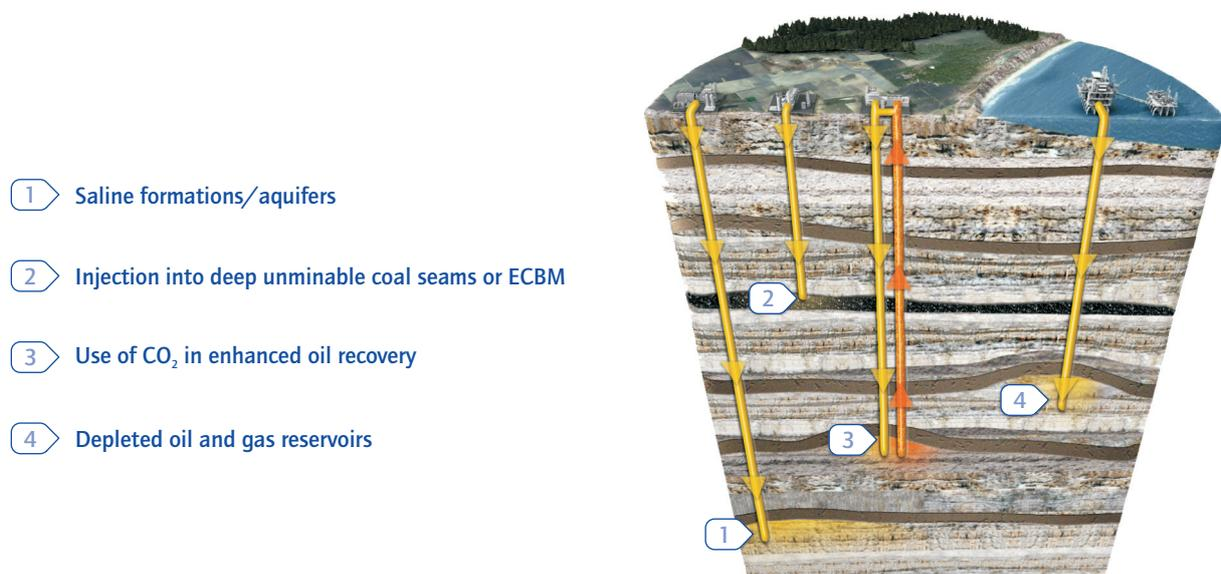 1 Saline formations/aquifers
2 Injection into deep unminable coal seams or ECBM
3 Use of CO₂ in enhanced oil recovery
4 Depleted oil and gas reservoirs
2
4
3
1